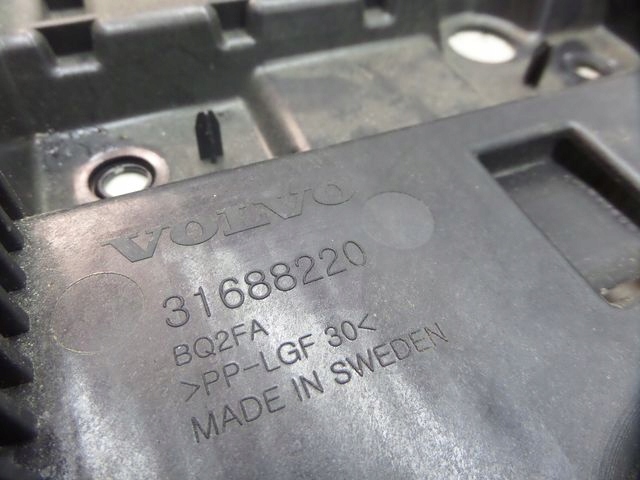 VOLVO
31688220
BQ2FA
>PP-LGF 30<
MADE IN SWEDEN